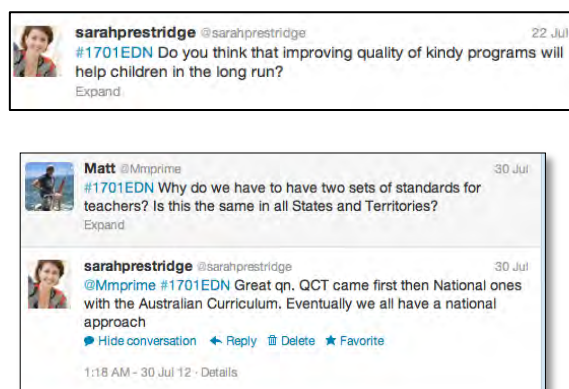 sarahprestridge @sarahprestridge 22 Jul
#1701EDN Do you think that improving quality of kindy programs will
help children in the long run?
Expand
Matt @Mmprime 30 Jul
#1701EDN Why do we have to have two sets of standards for
teachers? Is this the same in all States and Territories?
Expand
sarahprestridge @sarahprestridge 30 Jul
@Mmprime #1701EDN Great qn. QCT came first then National ones
with the Australian Curriculum. Eventually we all have a national
approach
Hide conversation Reply Delete Favorite
1:18 AM - 30 Jul 12 · Details